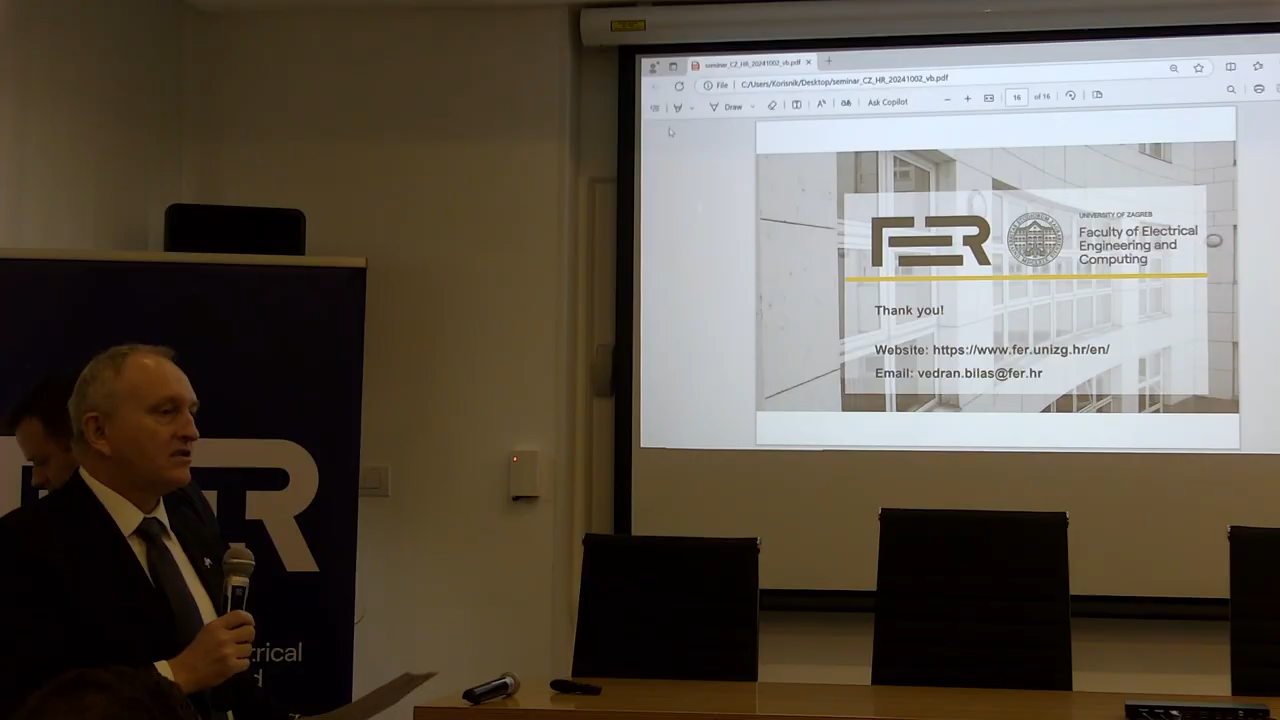 seminar_CZ_HR_20241002_vb.pdf
File | C:/Users/Korisnik/Desktop/seminar_CZ_HR_20241002_vb.pdf
Draw
Ask Copilot
16 of 16
FER
UNIVERSITY OF ZAGREB
Faculty of Electrical
Engineering and
Computing
Thank you!
Website: https://www.fer.unizg.hr/en/
Email: vedran.bilas@fer.hr
R
trical
d